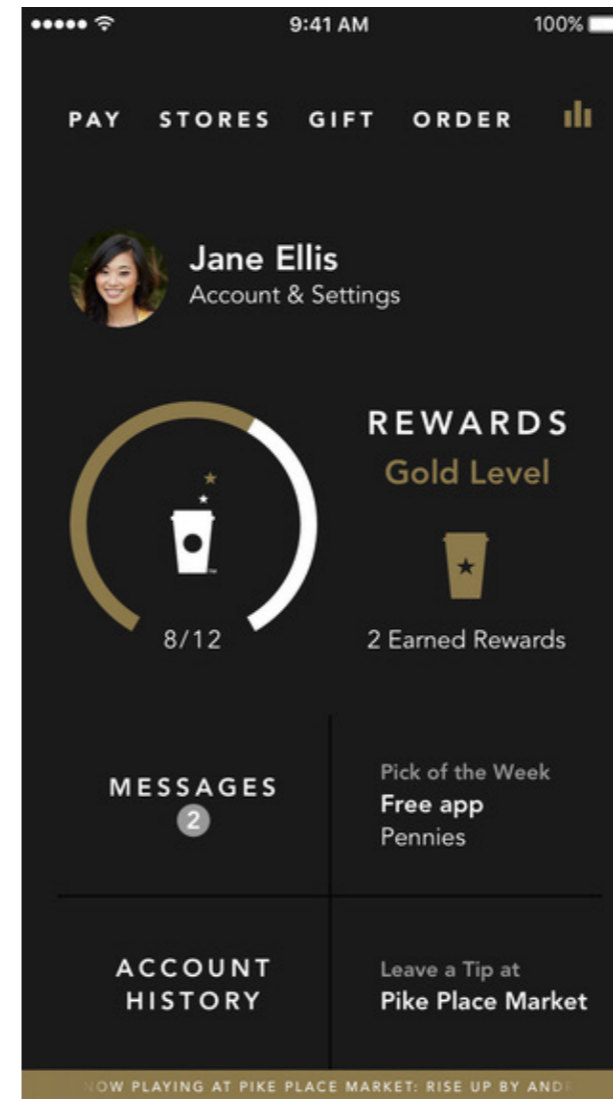 9:41 AM
100%
PAY STORES GIFT ORDER
Jane Ellis
Account & Settings
REWARDS
Gold Level
8/12
2 Earned Rewards
MESSAGES
2
Pick of the Week
Free app
Pennies
ACCOUNT
HISTORY
Leave a Tip at
Pike Place Market
NOW PLAYING AT PIKE PLACE MARKET: RISE UP BY